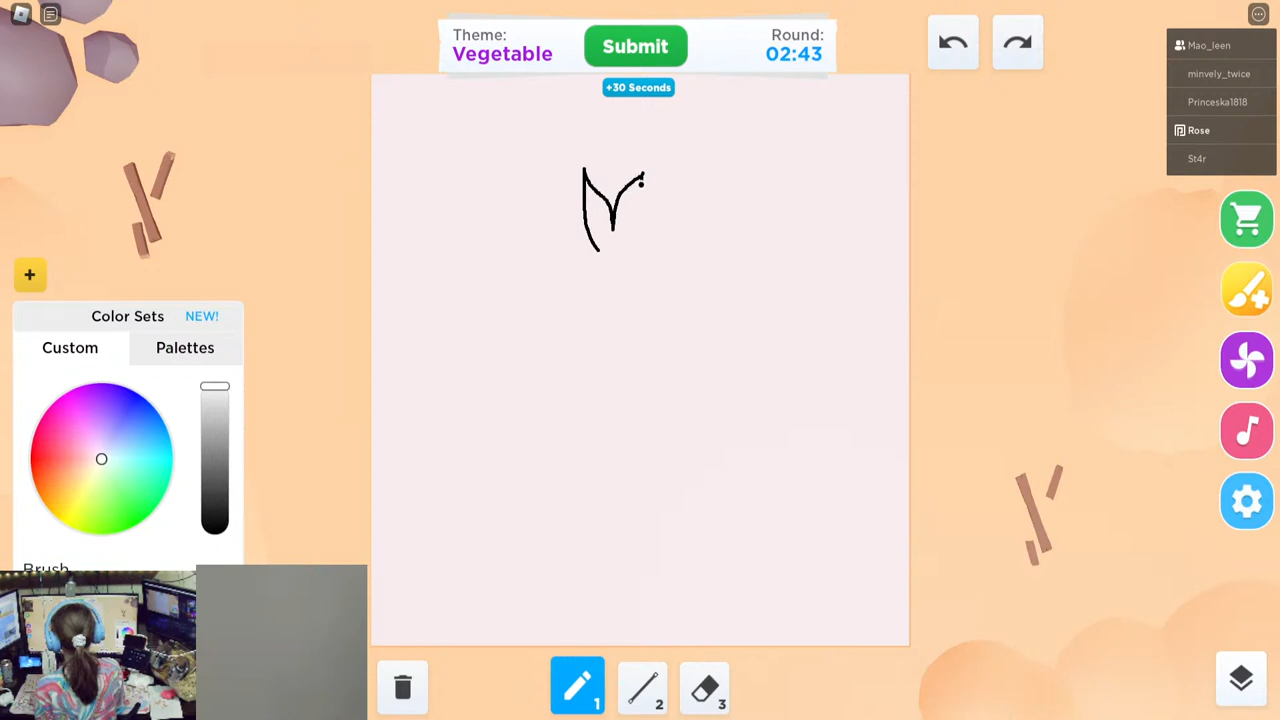 Theme:
Vegetable
Submit
Round:
02:43
+30 Seconds
Mao_leen
minvely_twice
Princeska1818
Rose
St4r
+
Color Sets NEW!
Custom Palettes
Brush
1
2
3